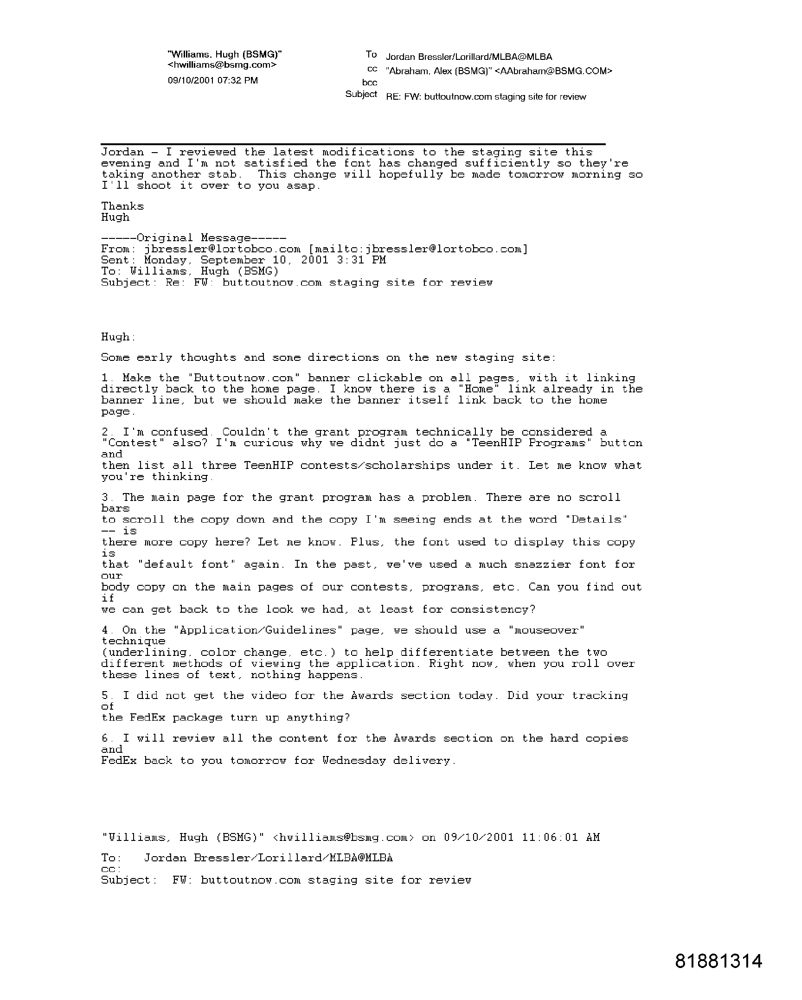 "Williams, Hugh (BSMG)"
<hwilliams@bsmg.com>
09/10/2001 07:32 PM
To Jordan Bressler/Lorillard/MLBA@MLBA
cc "Abraham, Alex (BSMG)" <AAbraham@BSMG.COM>
bcc
Subject RE: FW: buttoutnow.com staging site for review
Jordan - I reviewed the latest modifications to the staging site this
evening and I'm not satisfied the font has changed sufficiently so they're
taking another stab.  This change will hopefully be made tomorrow morning so
I'll shoot it over to you asap.
Thanks
Hugh
-----Original Message-----
From: jbressler@lortobco.com [mailto:jbressler@lortobco.com]
Sent: Monday, September 10, 2001 3:31 PM
To: Williams, Hugh (BSMG)
Subject: Re: FW: buttoutnow.com staging site for review
Hugh:
Some early thoughts and some directions on the new staging site:
1. Make the "Buttoutnow.com" banner clickable on all pages, with it linking
directly back to the home page. I know there is a "Home" link already in the
banner line, but we should make the banner itself link back to the home
page.
2. I'm confused. Couldn't the grant program technically be considered a
"Contest" also? I'm curious why we didnt just do a "TeenHIP Programs" button
and
then list all three TeenHIP contests/scholarships under it. Let me know what
you're thinking.
3. The main page for the grant program has a problem. There are no scroll
bars
to scroll the copy down and the copy I'm seeing ends at the word "Details"
-- is
there more copy here? Let me know. Plus, the font used to display this copy
is
that "default font" again. In the past, we've used a much snazzier font for
our
body copy on the main pages of our contests, programs, etc. Can you find out
if
we can get back to the look we had, at least for consistency?
4. On the "Application/Guidelines" page, we should use a "mouseover"
technique
(underlining, color change, etc.) to help differentiate between the two
different methods of viewing the application. Right now, when you roll over
these lines of text, nothing happens.
5. I did not get the video for the Awards section today. Did your tracking
of
the FedEx package turn up anything?
6. I will review all the content for the Awards section on the hard copies
and
FedEx back to you tomorrow for Wednesday delivery.
"Williams, Hugh (BSMG)" <hwilliams@bsmg.com> on 09/10/2001 11:06:01 AM
To:   Jordan Bressler/Lorillard/MLBA@MLBA
cc:
Subject:  FW: buttoutnow.com staging site for review
81881314